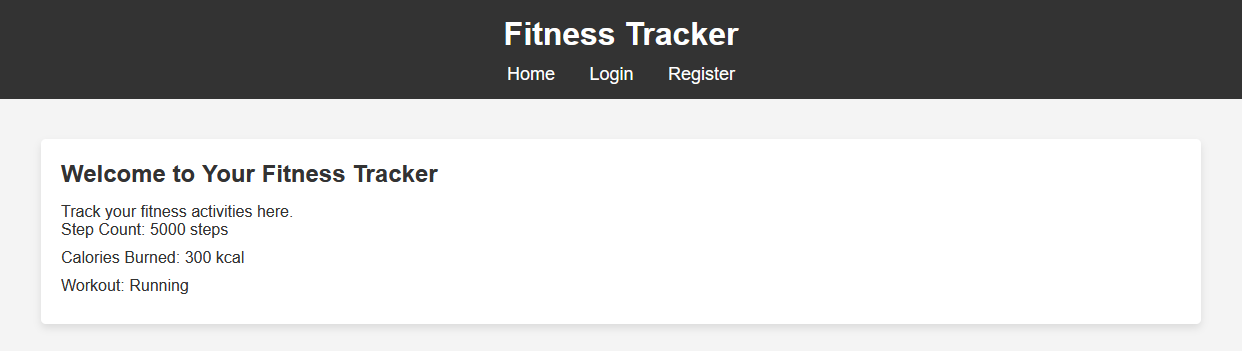 Fitness Tracker
Home Login Register
Welcome to Your Fitness Tracker
Track your fitness activities here.
Step Count: 5000 steps
Calories Burned: 300 kcal
Workout: Running